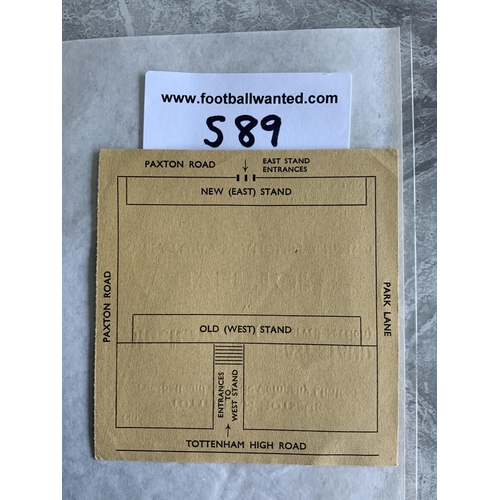 www.footballwanted.com
589
PAXTON ROAD
EAST STAND
ENTRANCES
NEW (EAST) STAND
PAXTON ROAD
PARK LANE
OLD (WEST) STAND
ENTRANCES
TO
WEST STAND
TOTTENHAM HIGH ROAD